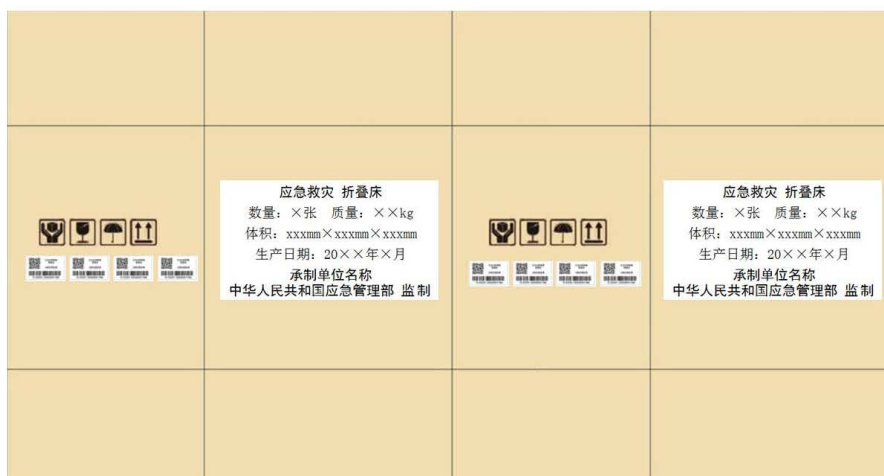 应急救灾 折叠床
数量：×张 质量：××kg
体积：xxxmm×xxxmm×xxxmm
生产日期：20××年×月
承制单位名称
中华人民共和国应急管理部 监制
应急救灾 折叠床
数量：×张 质量：××kg
体积：xxxmm×xxxmm×xxxmm
生产日期：20××年×月
承制单位名称
中华人民共和国应急管理部 监制